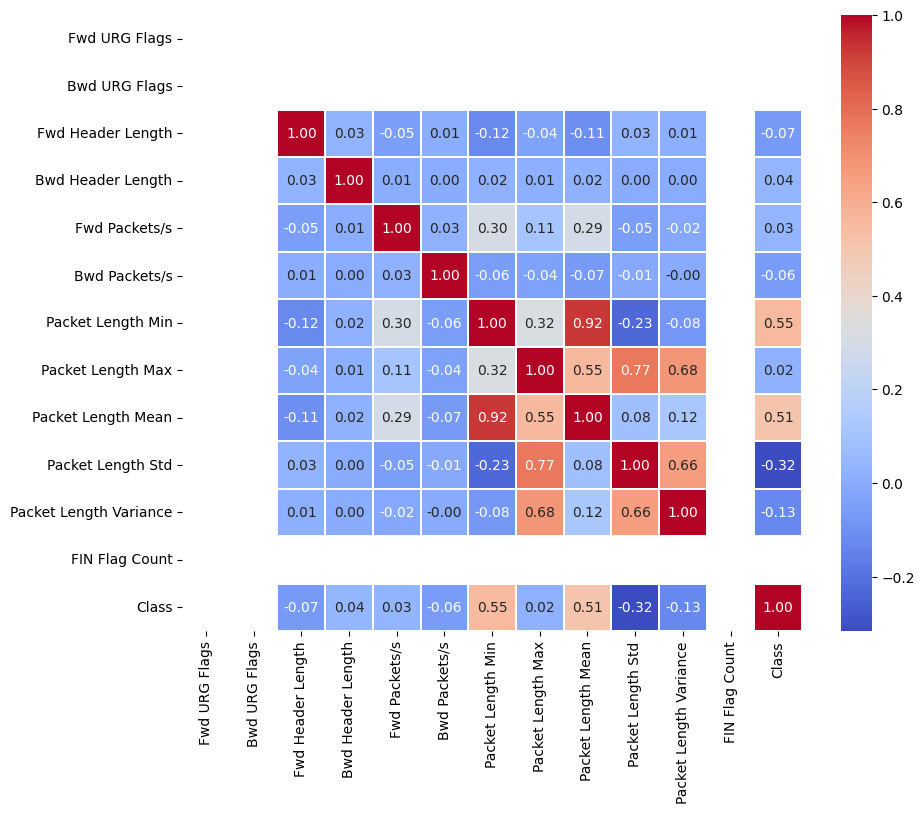 Fwd URG Flags
Bwd URG Flags
Fwd Header Length 1.00 0.03 -0.05 0.01 -0.12 -0.04 -0.11 0.03 0.01 -0.07
Bwd Header Length 0.03 1.00 0.01 0.00 0.02 0.01 0.02 0.00 0.00 0.04
Fwd Packets/s -0.05 0.01 1.00 0.03 0.30 0.11 0.29 -0.05 -0.02 0.03
Bwd Packets/s 0.01 0.00 0.03 1.00 -0.06 -0.04 -0.07 -0.01 -0.00 -0.06
Packet Length Min -0.12 0.02 0.30 -0.06 1.00 0.32 0.92 -0.23 -0.08 0.55
Packet Length Max -0.04 0.01 0.11 -0.04 0.32 1.00 0.55 0.77 0.68 0.02
Packet Length Mean -0.11 0.02 0.29 -0.07 0.92 0.55 1.00 0.08 0.12 0.51
Packet Length Std 0.03 0.00 -0.05 -0.01 -0.23 0.77 0.08 1.00 0.66 -0.32
Packet Length Variance 0.01 0.00 -0.02 -0.00 -0.08 0.68 0.12 0.66 1.00 -0.13
FIN Flag Count
Class -0.07 0.04 0.03 -0.06 0.55 0.02 0.51 -0.32 -0.13 1.00
Fwd URG Flags
Bwd URG Flags
Fwd Header Length
Bwd Header Length
Fwd Packets/s
Bwd Packets/s
Packet Length Min
Packet Length Max
Packet Length Mean
Packet Length Std
Packet Length Variance
FIN Flag Count
Class
1.0
0.8
0.6
0.4
0.2
0.0
−0.2